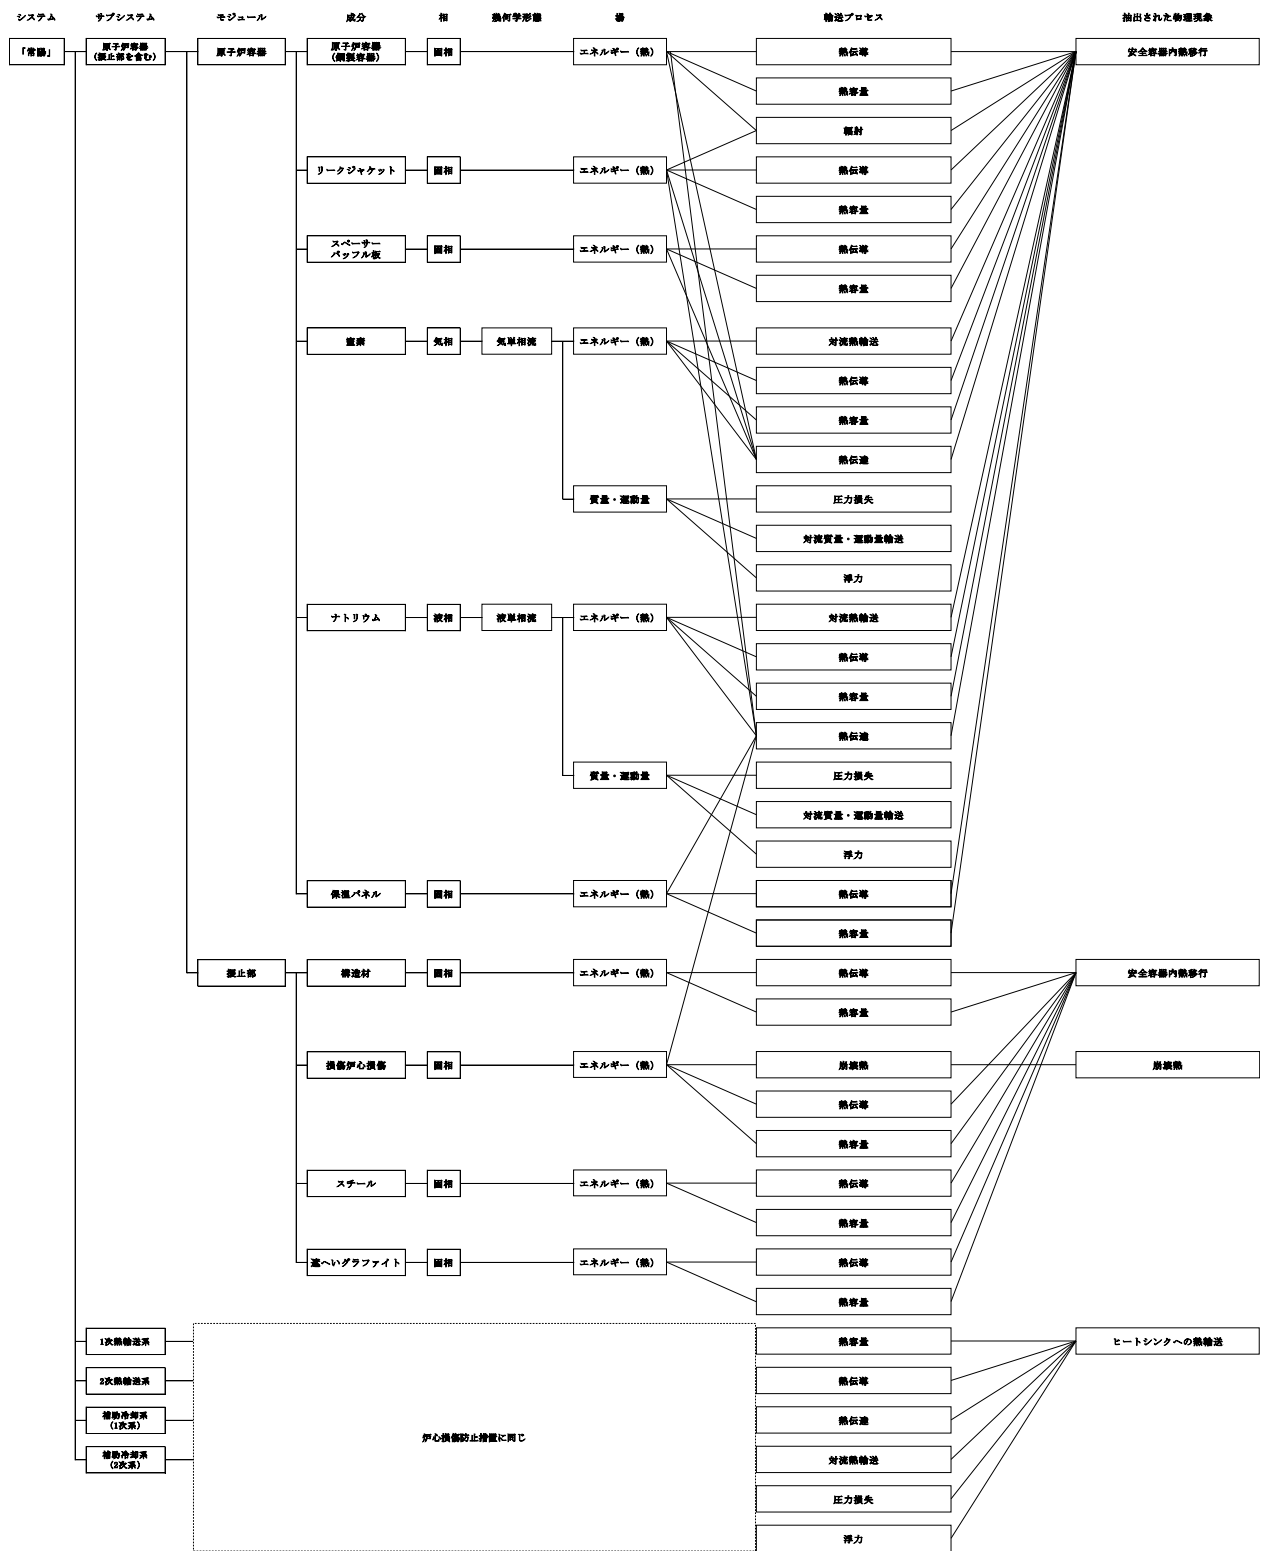 システム サブシステム モジュール 成分 相 幾何学形態 場 輸送プロセス 抽出された物理現象
「常陽」 原子炉容器 原子炉容器 原子炉容器 固相 エネルギー（熱） 熱伝導 安全容器内熱移行
(援止部を含む) (鋼製容器)
熱容量
輻射
リークジャケット 固相 エネルギー（熱） 熱伝導
熱容量
スペーサー 固相 エネルギー（熱） 熱伝導
バッフル板
熱容量
窒素 気相 気単相流 エネルギー（熱） 対流熱輸送
熱伝導
熱容量
熱伝達
質量・運動量 圧力損失
対流質量・運動量輸送
浮力
ナトリウム 液相 液単相流 エネルギー（熱） 対流熱輸送
熱伝導
熱容量
熱伝達
質量・運動量 圧力損失
対流質量・運動量輸送
浮力
保温パネル 固相 エネルギー（熱） 熱伝導
熱容量
援止部 構造材 固相 エネルギー（熱） 熱伝導 安全容器内熱移行
熱容量
損傷炉心損傷 固相 エネルギー（熱） 崩壊熱 崩壊熱
熱伝導
熱容量
スチール 固相 エネルギー（熱） 熱伝導
熱容量
遮へいグラファイト 固相 エネルギー（熱） 熱伝導
熱容量
1次熱輸送系 熱容量 ヒートシンクへの熱輸送
2次熱輸送系 熱伝導
補助冷却系 熱伝達
(1次系)
炉心損傷防止措置に同じ
補助冷却系 対流熱輸送
(2次系)
圧力損失
浮力